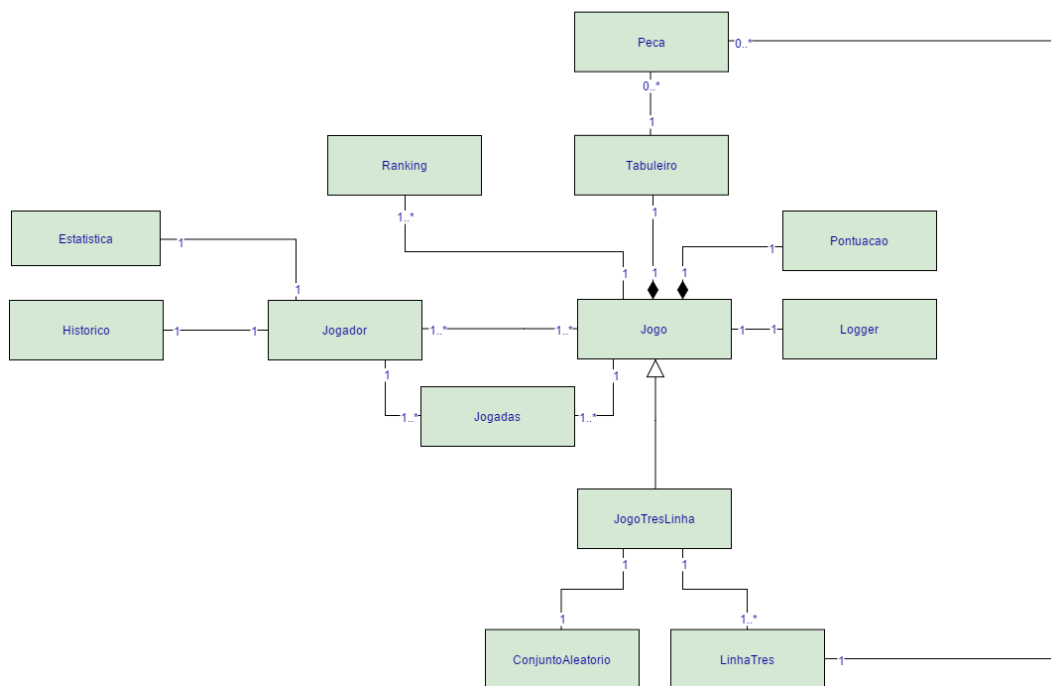 Peca
0..*
0..*
1
Ranking
Tabuleiro
1..*
1
Estatistica
1
Pontuacao
1
1
1
1
1
Historico
1
1
Jogador
1..*
1..*
Jogo
1
1
Logger
1
1
1..*
Jogadas
1..*
JogoTresLinha
1
1
1
1..*
ConjuntoAleatorio
LinhaTres
1